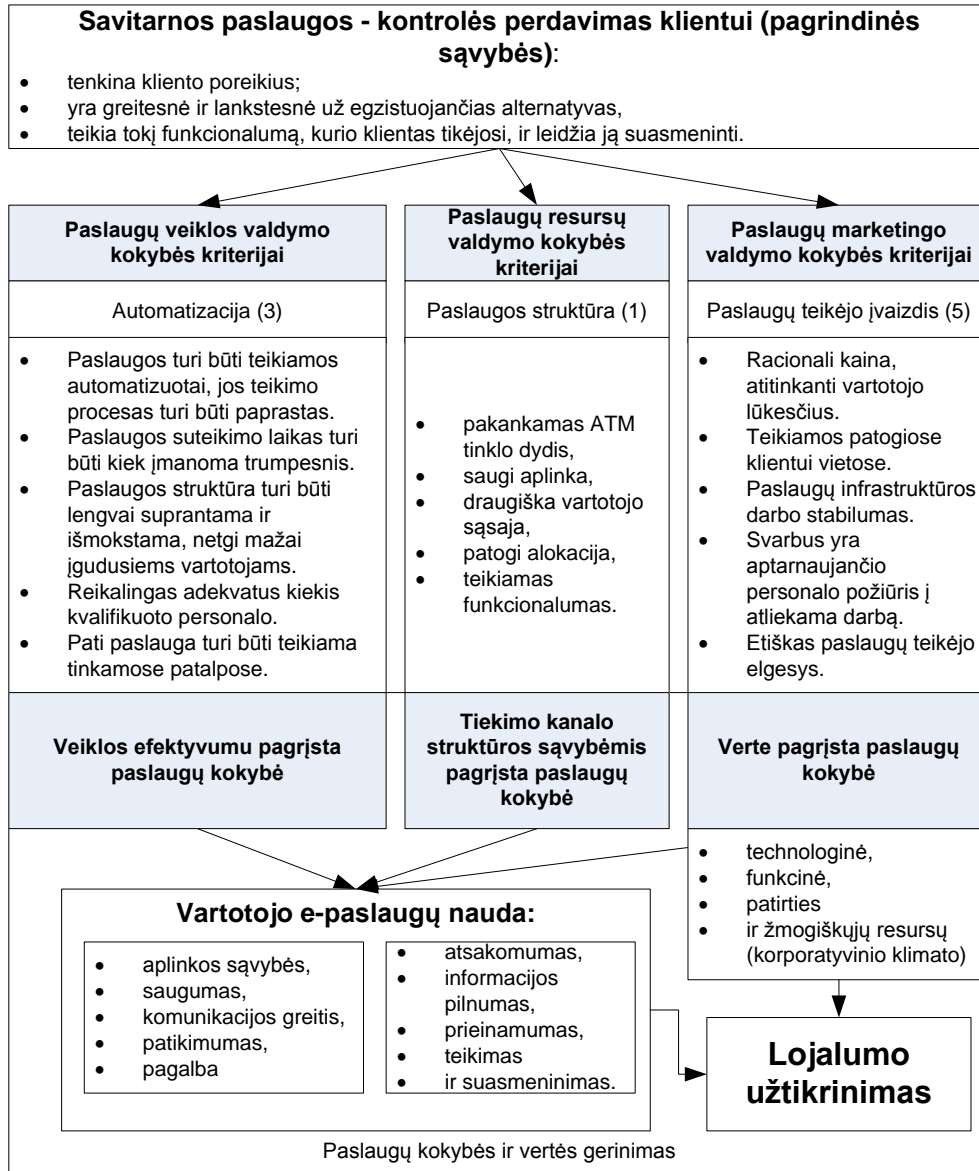 Savitarnos paslaugos - kontrolės perdavimas klientui (pagrindinės
sąvybės):
• tenkina kliento poreikius;
• yra greitesnė ir lankstesnė už egzistuojančias alternatyvas,
• teikia tokį funkcionalumą, kurio klientas tikėjosi, ir leidžia ją suasmeninti.
Paslaugų veiklos valdymo
kokybės kriterijai
Paslaugų resursų
valdymo kokybės
kriterijai
Paslaugų marketingo
valdymo kokybės kriterijai
Automatizacija (3)
Paslaugos struktūra (1)
Paslaugų teikėjo įvaizdis (5)
• Paslaugos turi būti teikiamos
automatizuotai, jos teikimo
procesas turi būti paprastas.
• Paslaugos suteikimo laikas turi
būti kiek įmanoma trumpesnis.
• Paslaugos struktūra turi būti
lengvai suprantama ir
išmokstama, netgi mažai
įgudusiems vartotojams.
• Reikalingas adekvatus kiekis
kvalifikuoto personalo.
• Pati paslauga turi būti teikiama
tinkamose patalpose.
• pakankamas ATM
tinklo dydis,
• saugi aplinka,
• draugiška vartotojo
sąsaja,
• patogi alokacija,
• teikiamas
funkcionalumas.
• Racionali kaina,
atitinkanti vartotojo
lūkesčius.
• Teikiamos patogiose
klientui vietose.
• Paslaugų infrastruktūros
darbo stabilumas.
• Svarbus yra
aptarnaujančio
personalo požiūris į
atliekama darbą.
• Etiškas paslaugų teikėjo
elgesys.
Veiklos efektyvumu pagrįsta
paslaugų kokybė
Tiekimo kanalo
struktūros sąvybėmis
pagrįsta paslaugų
kokybė
Verte pagrįsta paslaugų
kokybė
• technologinė,
• funkcinė,
• patirties
• ir žmogiškųjų resursų
(korporatyvinio klimato)
Vartotojo e-paslaugų nauda:
• aplinkos sąvybės,
• saugumas,
• komunikacijos greitis,
• patikimumas,
• pagalba
• atsakomumas,
• informacijos
pilnumas,
• prieinamumas,
• teikimas
• ir suasmeninimas.
Lojalumo
užtikrinimas
Paslaugų kokybės ir vertės gerinimas